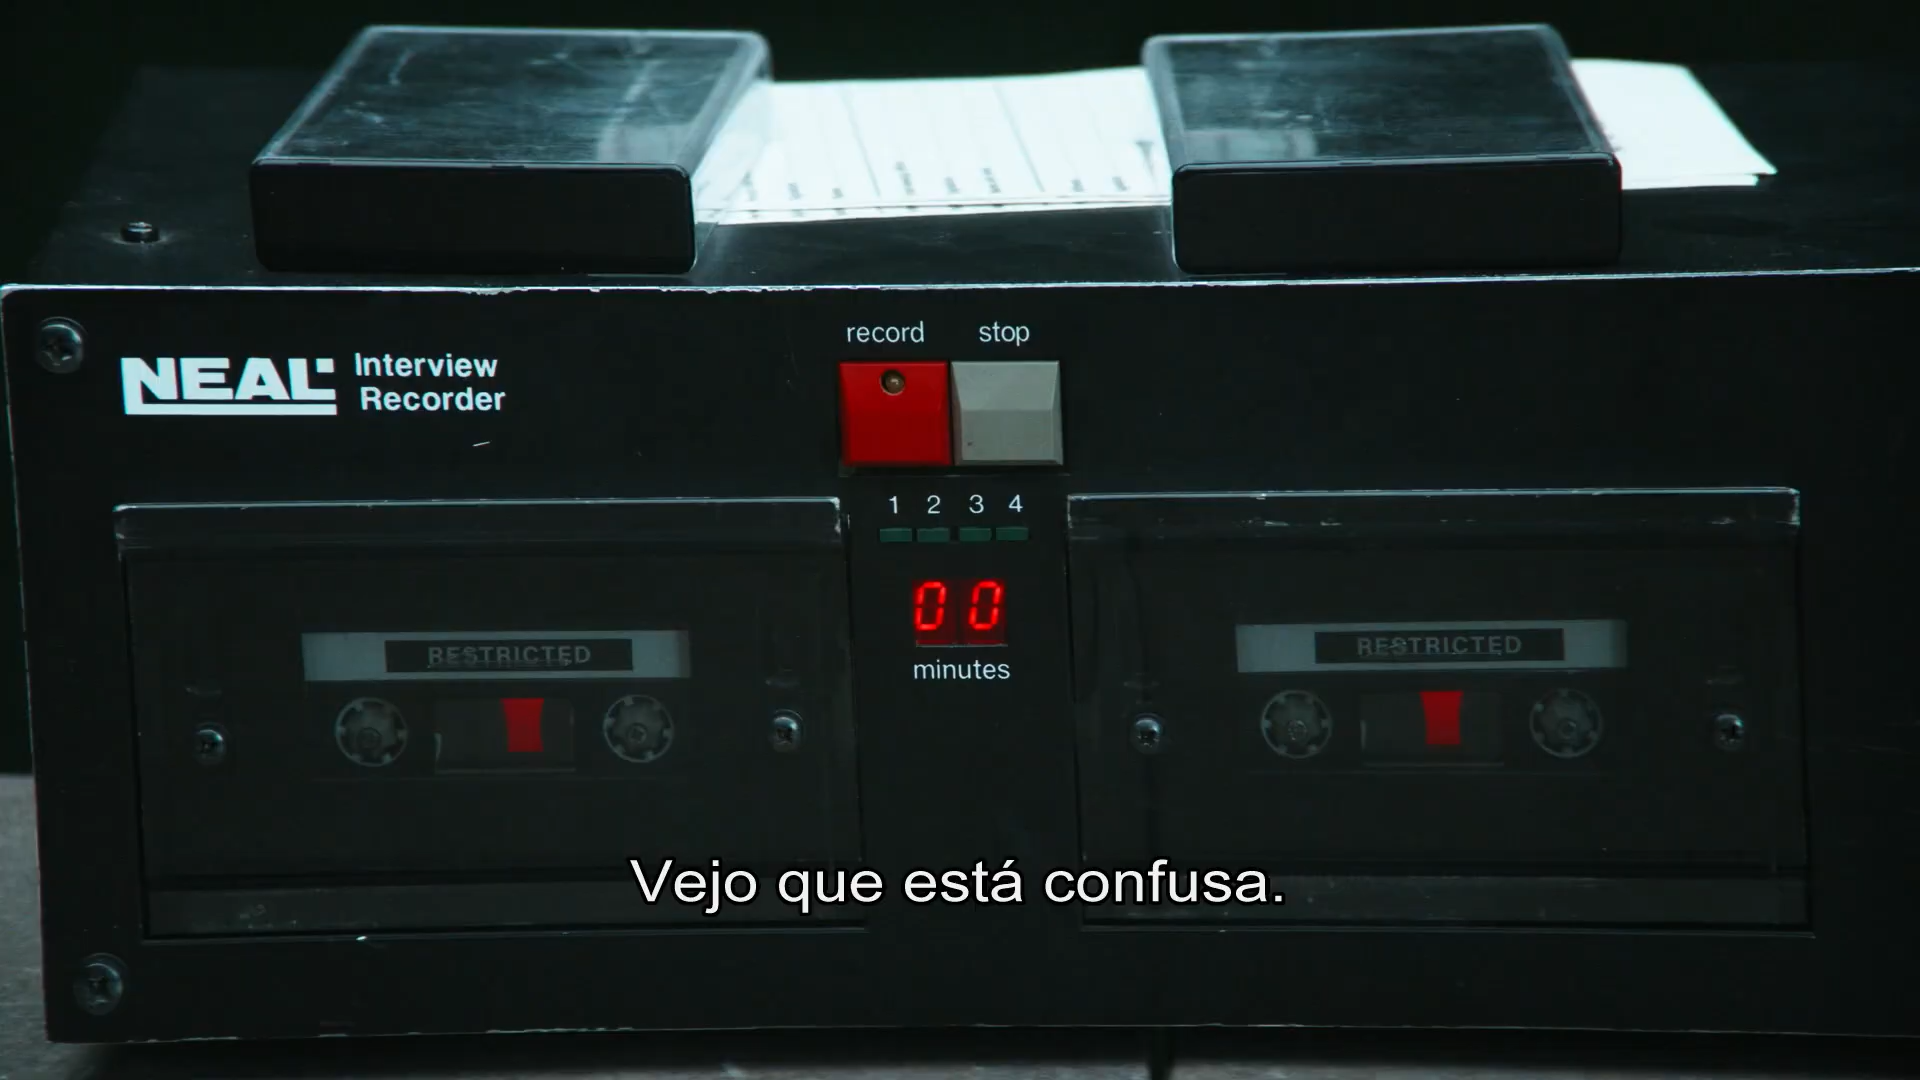 record stop
NEAL Interview
Recorder
1 2 3 4
00
minutes
RESTRICTED
RESTRICTED
Vejo que está confusa.